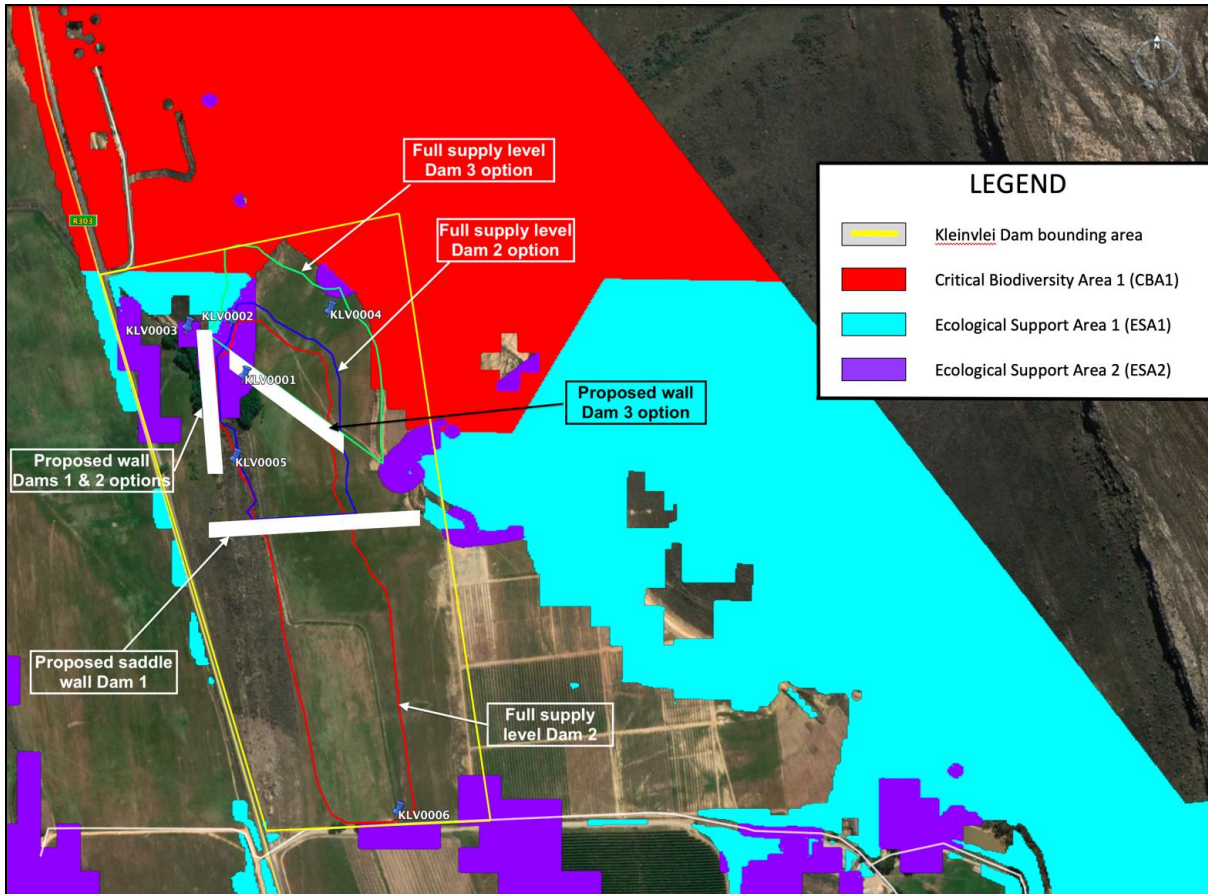 N
Full supply level
Dam 3 option
LEGEND
Kleinvlei Dam bounding area
Critical Biodiversity Area 1 (CBA1)
Ecological Support Area 1 (ESA1)
Ecological Support Area 2 (ESA2)
R303
Full supply level
Dam 2 option
KLV0004
KLV0003
KLV0002
KLV0001
Proposed wall
Dam 3 option
Proposed wall
Dams 1 & 2 options
KLV0005
Proposed saddle
wall Dam 1
Full supply
level Dam 2
KLV0006